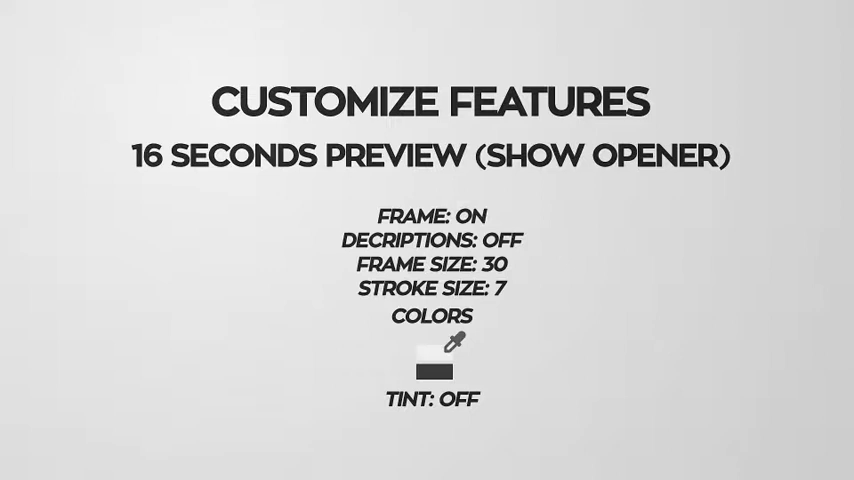 CUSTOMIZE FEATURES
16 SECONDS PREVIEW (SHOW OPENER)
FRAME: ON
DECRIPTIONS: OFF
FRAME SIZE: 30
STROKE SIZE: 7
COLORS
TINT: OFF